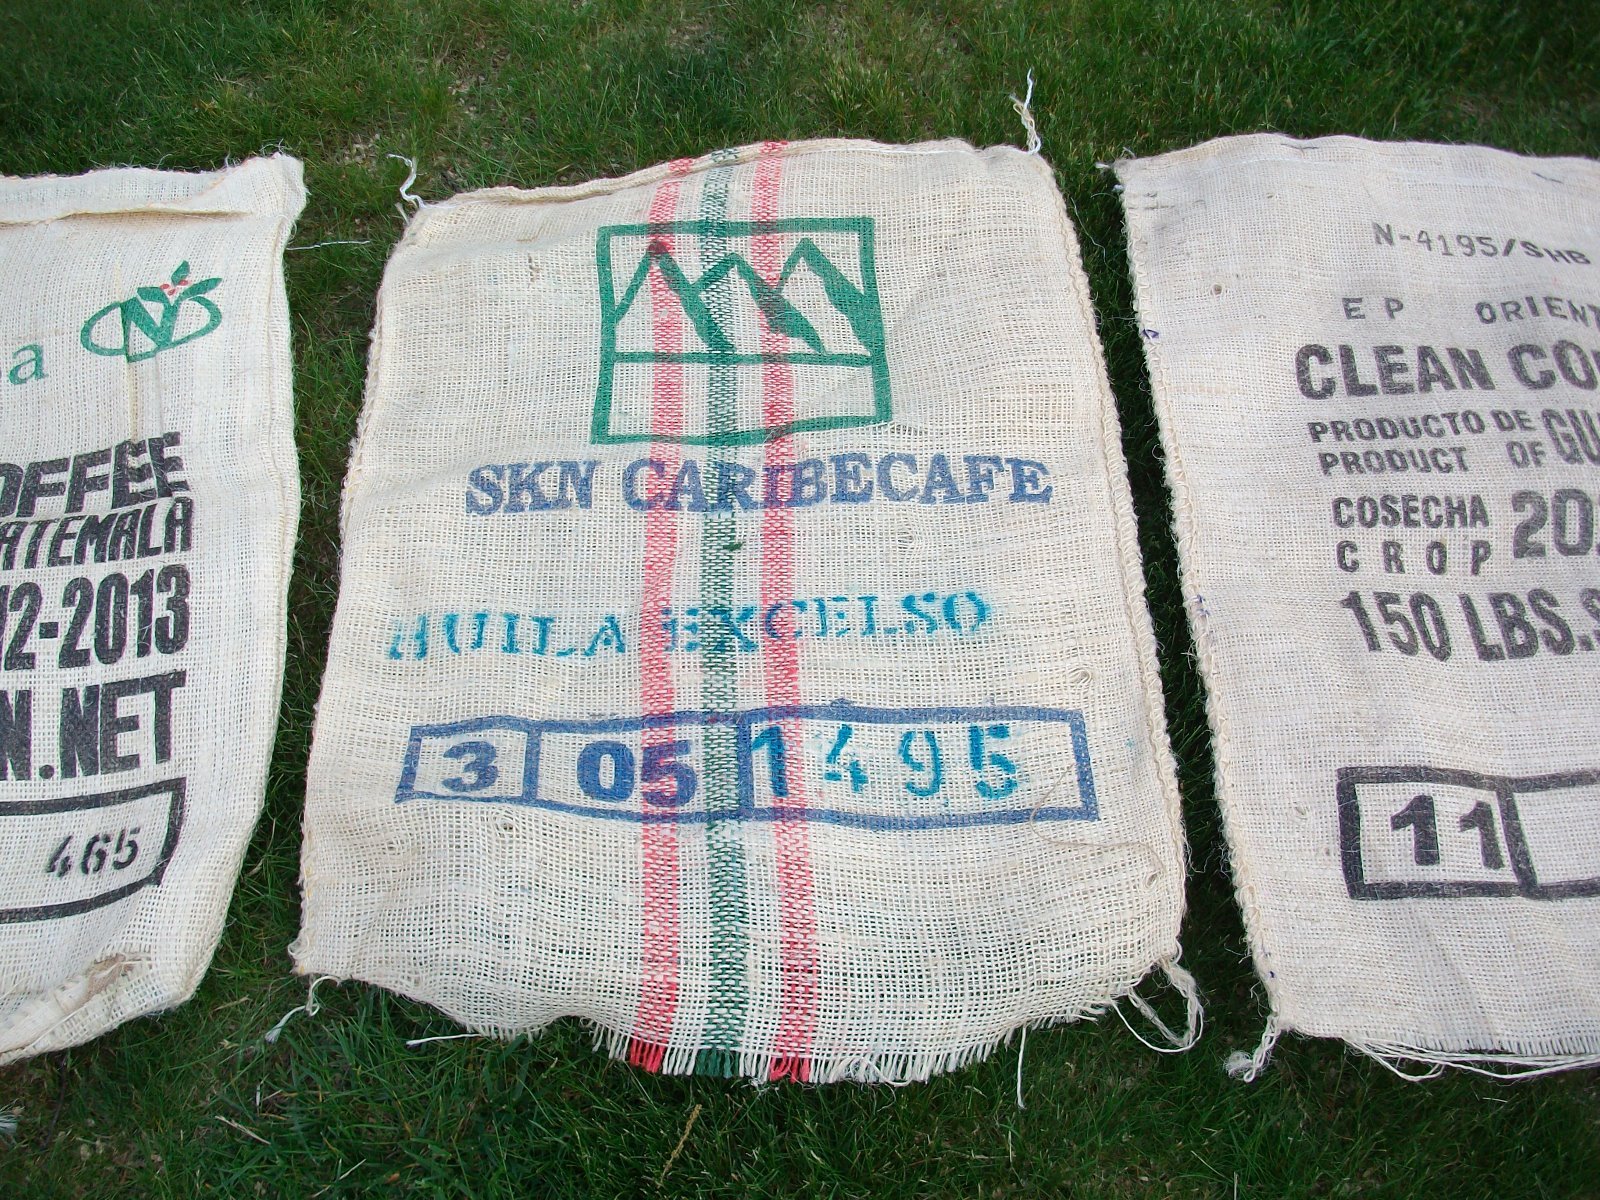 a
N
OFFEE
ATEMALA
12-2013
N.NET
465
SKN CARIBECAFE
HUILA EXCELSO
3 05 1495
N-4195/SHB
EP ORIENT
CLEAN CO
PRODUCTO DE
PRODUCT OF GU
COSECHA
CROP 20
150 LBS.S
11